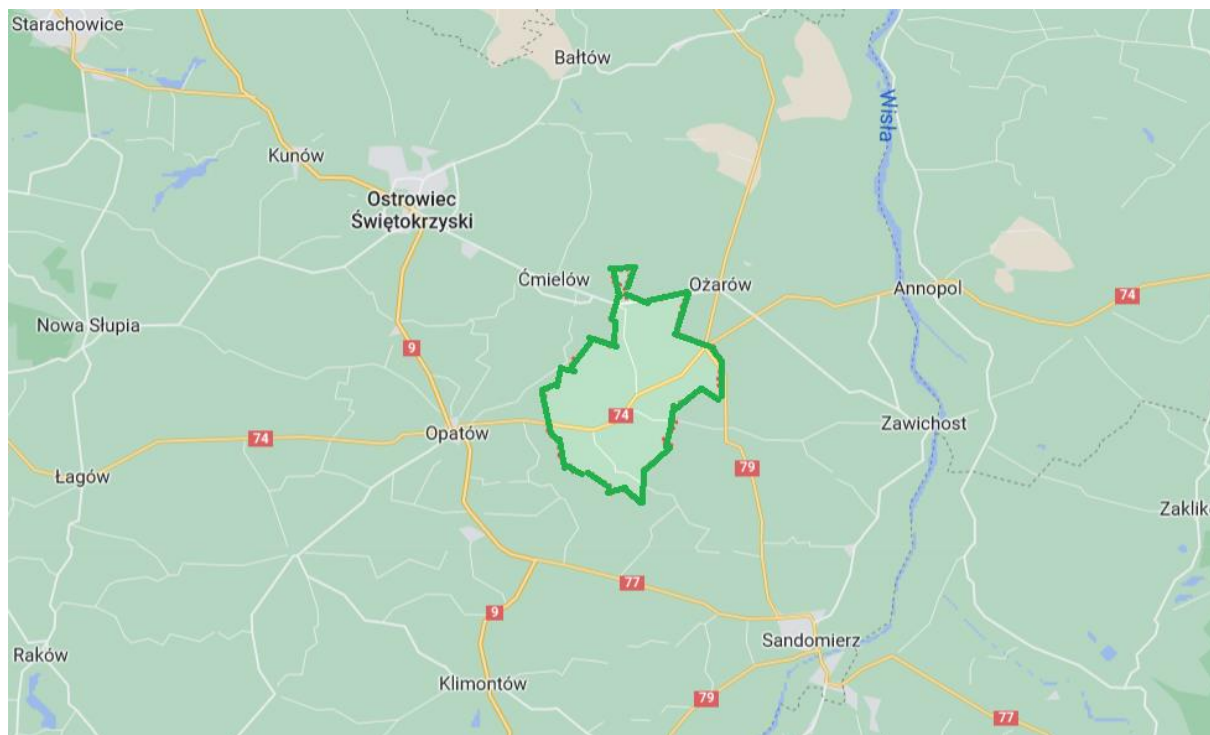 Starachowice
Bałtów
Wisła
Kunów
Ostrowiec
Świętokrzyski
Ćmielów
Ożarów
Annopol
74
Nowa Słupia
9
74
Opatów
74
Zawichost
Łagów
79
Zaklik
77
9
Sandomierz
Raków
Klimontów
79
77